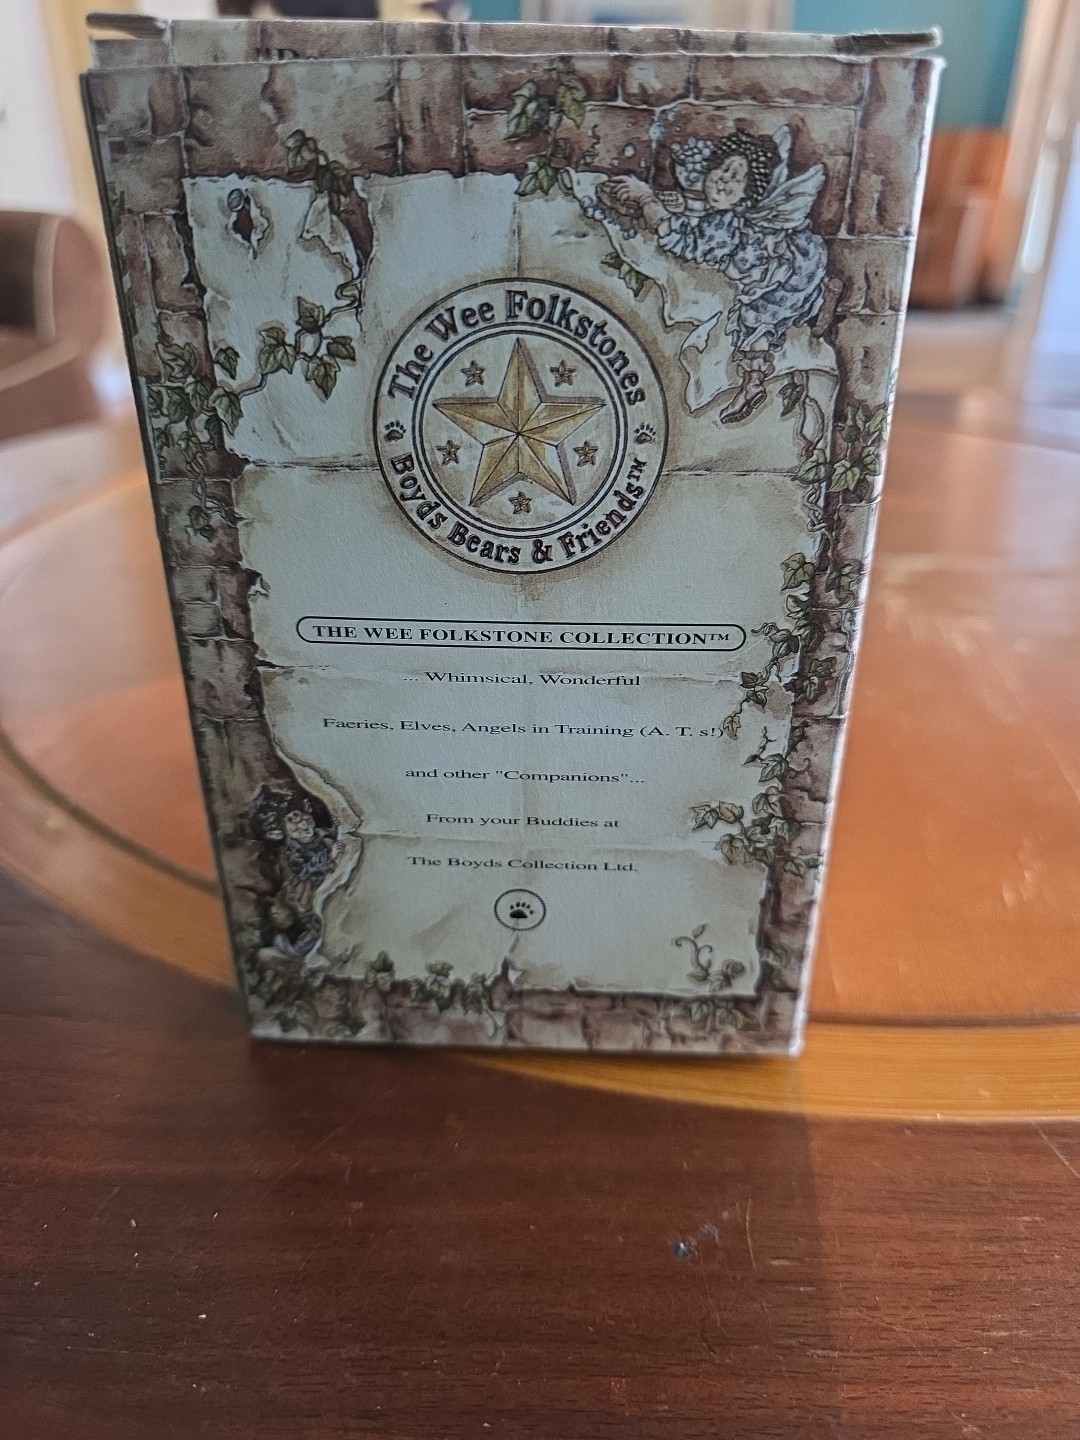 The Wee Folkstones
Boyds Bears & Friends™
THE WEE FOLKSTONE COLLECTION™
... Whimsical, Wonderful
Faeries, Elves, Angels in Training (A. T. s!)
and other "Companions"...
From your Buddies at
The Boyds Collection Ltd.